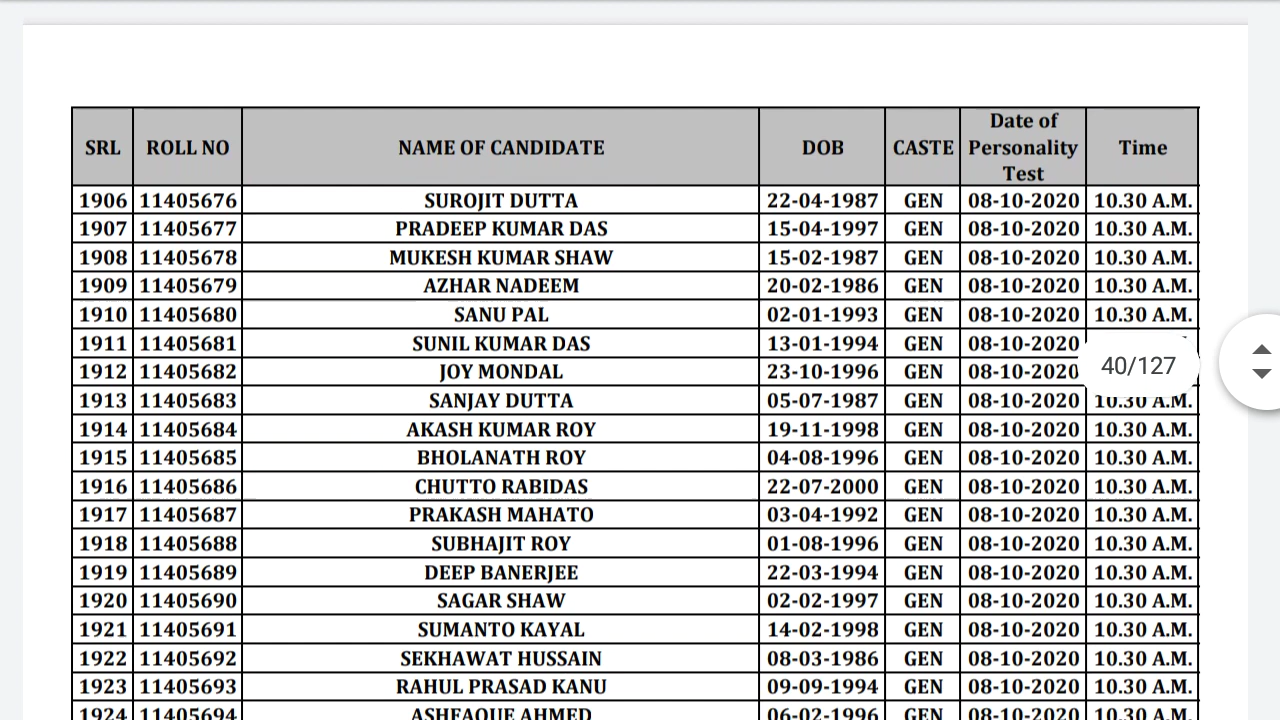 SRL ROLL NO NAME OF CANDIDATE DOB CASTE Date of Personality Test Time
1906 11405676 SUROJIT DUTTA 22-04-1987 GEN 08-10-2020 10.30 A.M.
1907 11405677 PRADEEP KUMAR DAS 15-04-1997 GEN 08-10-2020 10.30 A.M.
1908 11405678 MUKESH KUMAR SHAW 15-02-1987 GEN 08-10-2020 10.30 A.M.
1909 11405679 AZHAR NADEEM 20-02-1986 GEN 08-10-2020 10.30 A.M.
1910 11405680 SANU PAL 02-01-1993 GEN 08-10-2020 10.30 A.M.
1911 11405681 SUNIL KUMAR DAS 13-01-1994 GEN 08-10-2020
1912 11405682 JOY MONDAL 23-10-1996 GEN 08-10-2020
40/127
1913 11405683 SANJAY DUTTA 05-07-1987 GEN 08-10-2020 10.30 A.M.
1914 11405684 AKASH KUMAR ROY 19-11-1998 GEN 08-10-2020 10.30 A.M.
1915 11405685 BHOLANATH ROY 04-08-1996 GEN 08-10-2020 10.30 A.M.
1916 11405686 CHUTTO RABIDAS 22-07-2000 GEN 08-10-2020 10.30 A.M.
1917 11405687 PRAKASH MAHATO 03-04-1992 GEN 08-10-2020 10.30 A.M.
1918 11405688 SUBHAJIT ROY 01-08-1996 GEN 08-10-2020 10.30 A.M.
1919 11405689 DEEP BANERJEE 22-03-1994 GEN 08-10-2020 10.30 A.M.
1920 11405690 SAGAR SHAW 02-02-1997 GEN 08-10-2020 10.30 A.M.
1921 11405691 SUMANTO KAYAL 14-02-1998 GEN 08-10-2020 10.30 A.M.
1922 11405692 SEKHAWAT HUSSAIN 08-03-1986 GEN 08-10-2020 10.30 A.M.
1923 11405693 RAHUL PRASAD KANU 09-09-1994 GEN 08-10-2020 10.30 A.M.
1924 11405694 ASHFAQUE AHMED 06-02-1996 GEN 08-10-2020 10.30 A.M.